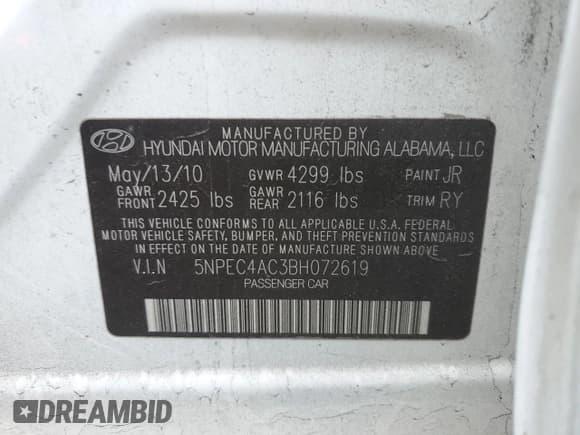 MANUFACTURED BY
HYUNDAI MOTOR MANUFACTURING ALABAMA, LLC
May/13/10 GVWR 4299 lbs PAINT JR
GAWR FRONT 2425 lbs GAWR REAR 2116 lbs TRIM RY
THIS VEHICLE CONFORMS TO ALL APPLICABLE U.S.A. FEDERAL
MOTOR VEHICLE SAFETY, BUMPER, AND THEFT PREVENTION STANDARDS
IN EFFECT ON THE DATE OF MANUFACTURE SHOWN ABOVE.
V.I.N 5NPEC4AC3BH072619
PASSENGER CAR
DREAMBID